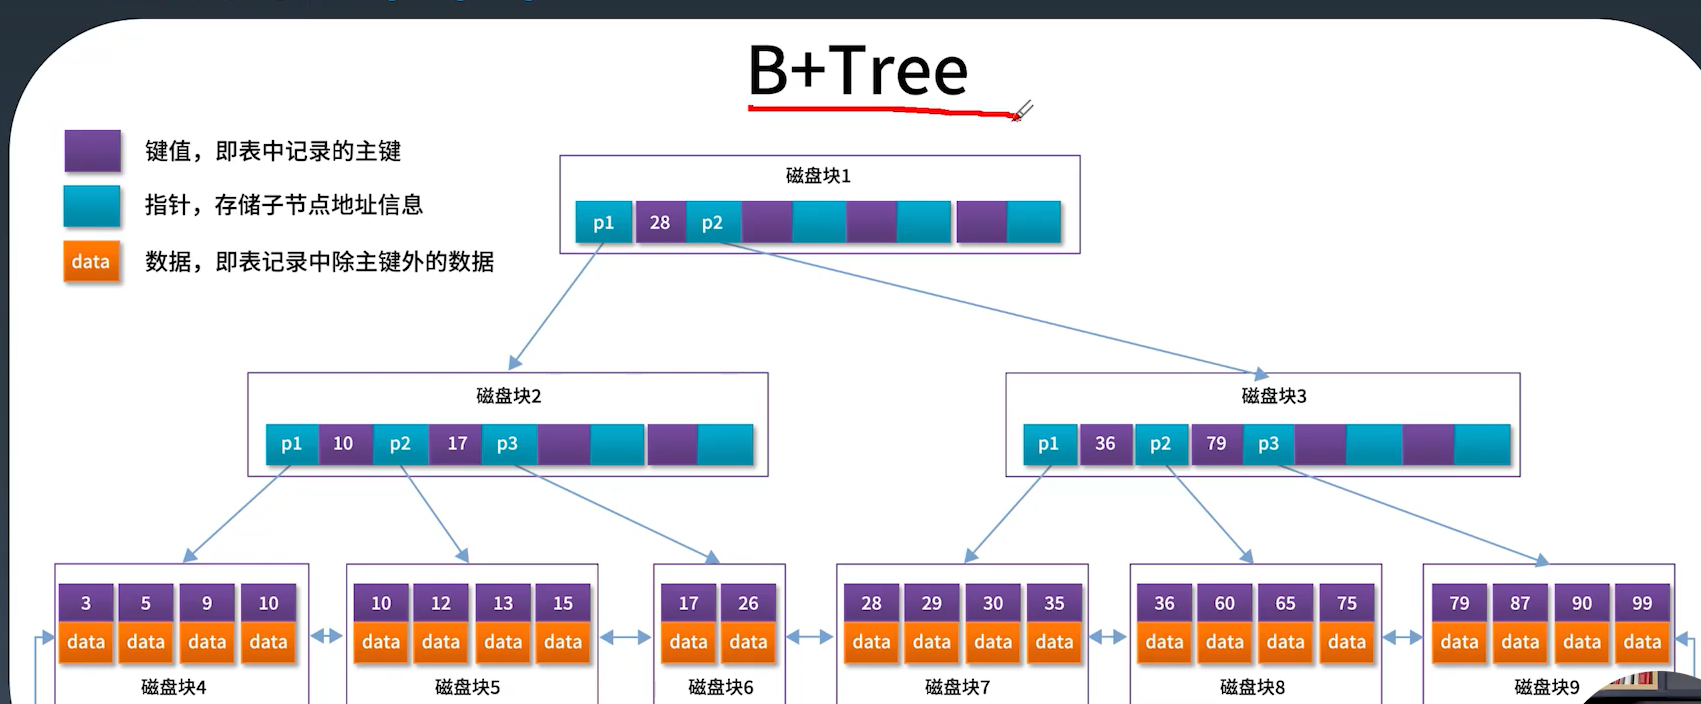 B+Tree
键值，即表中记录的主键
指针，存储子节点地址信息
data 数据，即表记录中除主键外的数据
磁盘块1
p1 28 p2
磁盘块2
p1 10 p2 17 p3
磁盘块3
p1 36 p2 79 p3
3 5 9 10
data data data data
磁盘块4
10 12 13 15
data data data data
磁盘块5
17 26
data data
磁盘块6
28 29 30 35
data data data data
磁盘块7
36 60 65 75
data data data data
磁盘块8
79 87 90 99
data data data data
磁盘块9